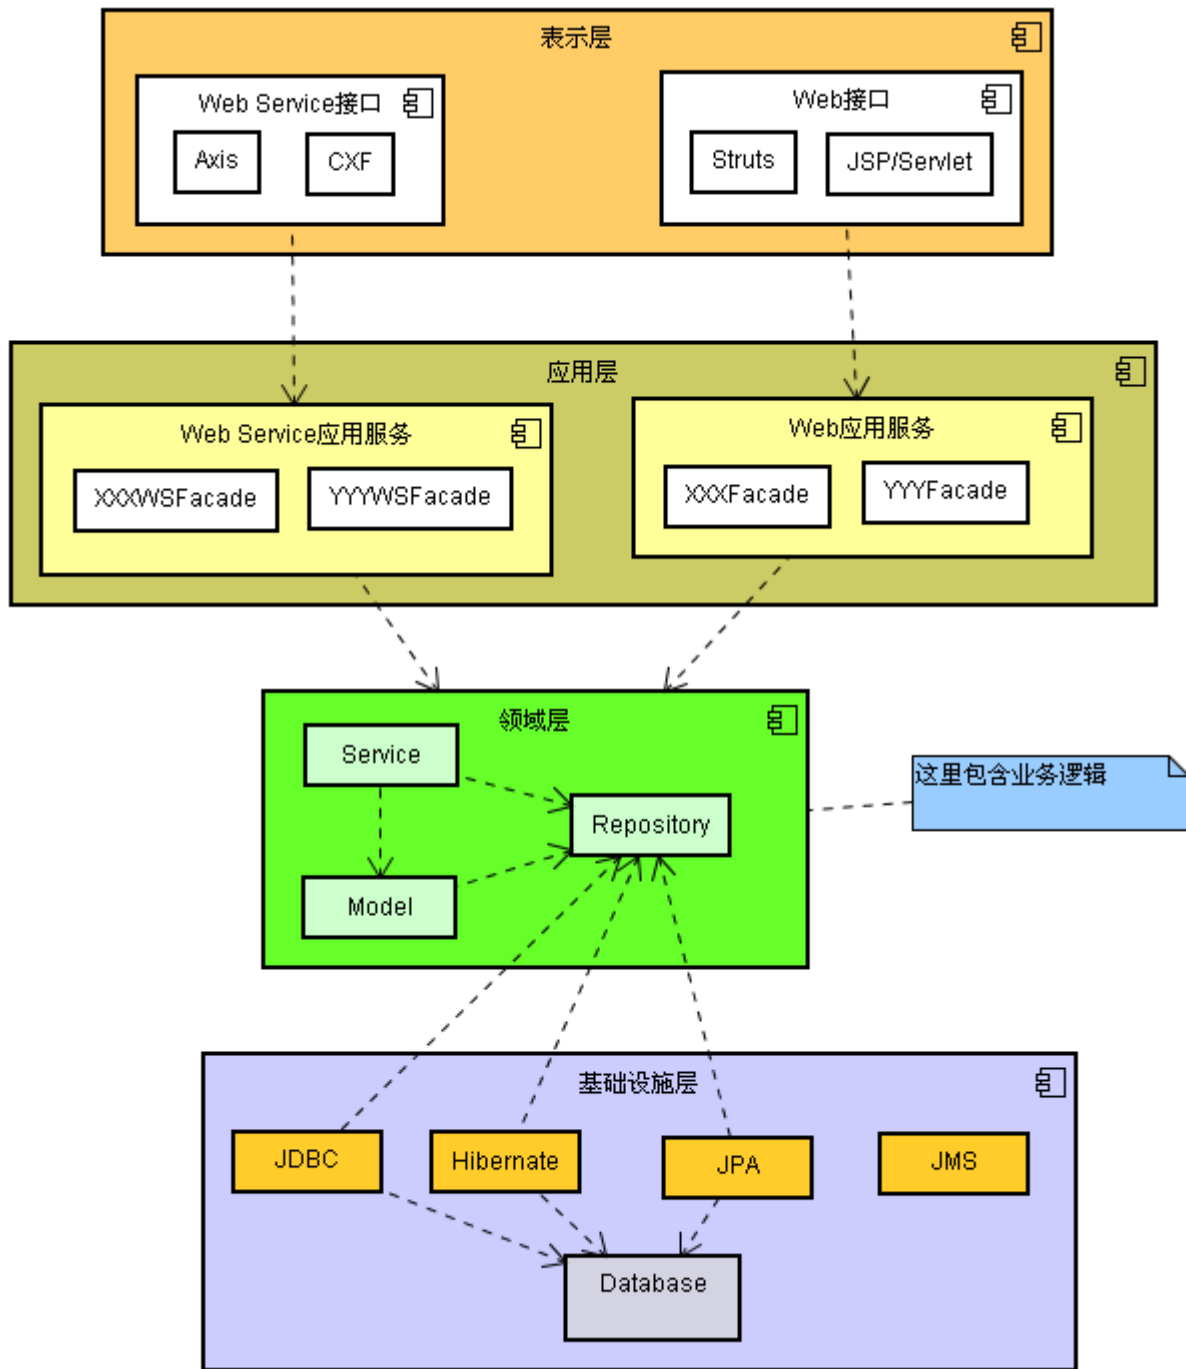 表示层
Web Service接口
Web接口
Axis
CXF
Struts
JSP/Servlet
应用层
Web Service应用服务
Web应用服务
XXXWSFacade
YYYWSFacade
XXXFacade
YYYFacade
领域层
Service
Repository
Model
这里包含业务逻辑
基础设施层
JDBC
Hibernate
JPA
JMS
Database